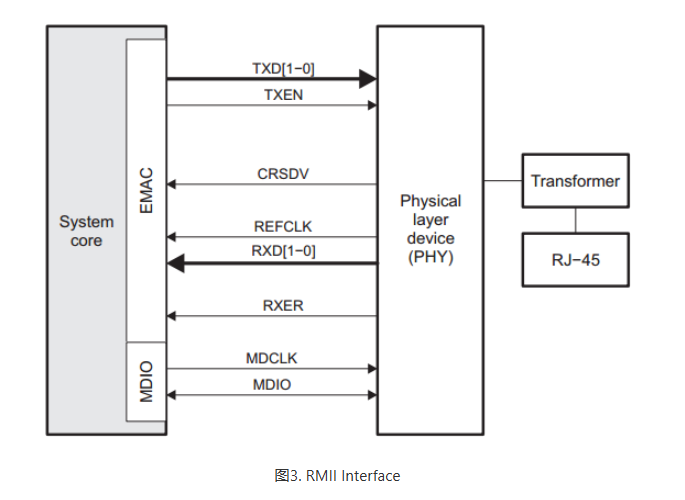 TXD[1−0]
TXEN
CRSDV
REFCLK
RXD[1−0]
RXER
MDCLK
MDIO
System
core
EMAC
MDIO
Physical
layer
device
(PHY)
Transformer
RJ−45
图3. RMII Interface